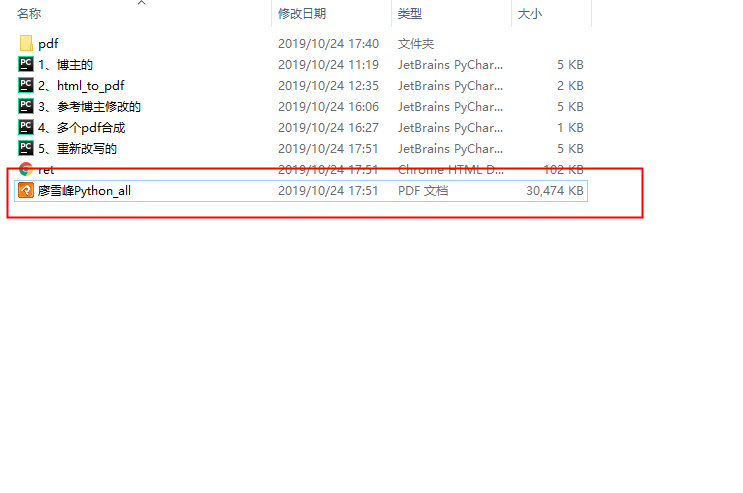 名称 修改日期 类型 大小
pdf 2019/10/24 17:40 文件夹
PC 1、博主的 2019/10/24 11:19 JetBrains PyChar... 5 KB
PC 2、html_to_pdf 2019/10/24 12:35 JetBrains PyChar... 2 KB
PC 3、参考博主修改的 2019/10/24 16:06 JetBrains PyChar... 5 KB
PC 4、多个pdf合成 2019/10/24 16:27 JetBrains PyChar... 1 KB
PC 5、重新改写的 2019/10/24 17:51 JetBrains PyChar... 5 KB
ret 2019/10/24 17:51 Chrome HTML D... 102 KB
廖雪峰Python_all 2019/10/24 17:51 PDF 文档 30,474 KB